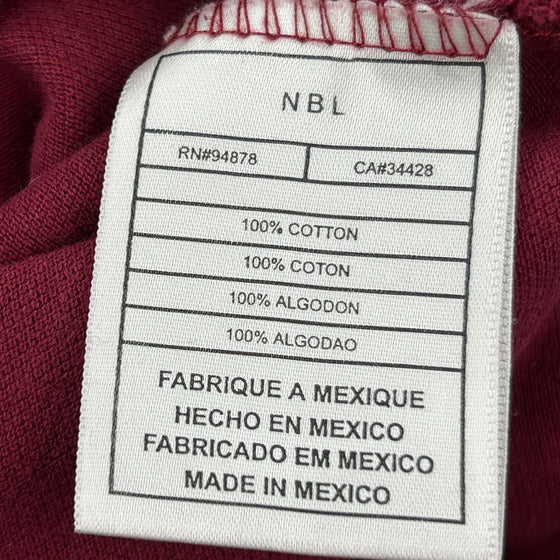 NBL
RN#94878 CA#34428
100% COTTON
100% COTON
100% ALGODON
100% ALGODAO
FABRIQUE A MEXIQUE
HECHO EN MEXICO
FABRICADO EM MEXICO
MADE IN MEXICO